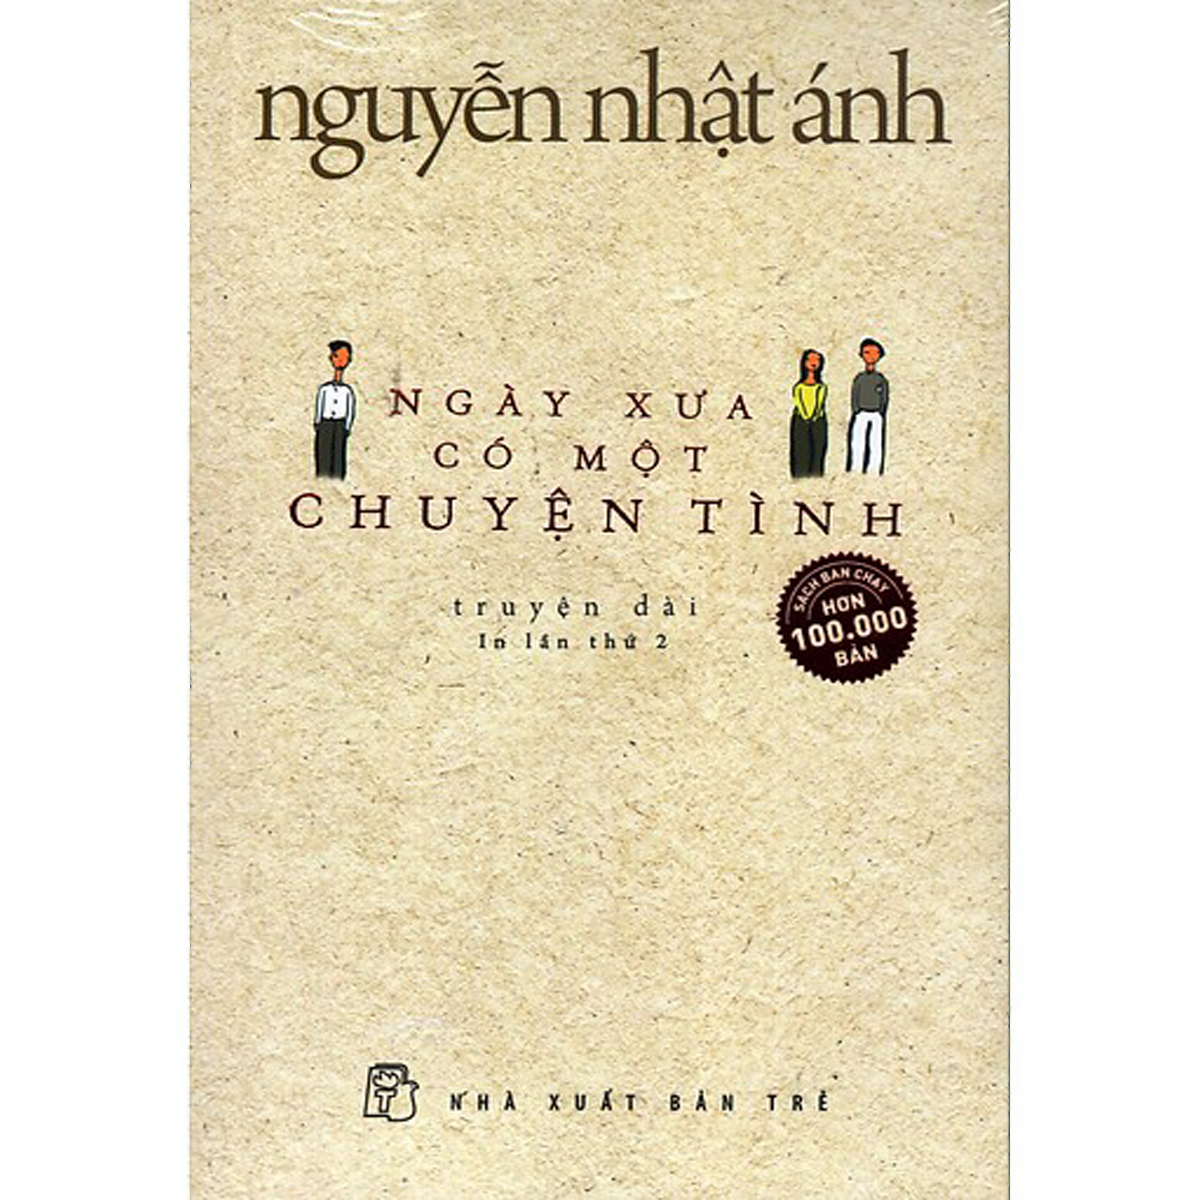 nguyễn nhật ánh
NGÀY XƯA
CÓ MỘT
CHUYỆN TÌNH
truyện dài
In lần thứ 2
SÁCH BÁN CHẠY
HƠN
100.000
BẢN
NHÀ XUẤT BẢN TRẺ